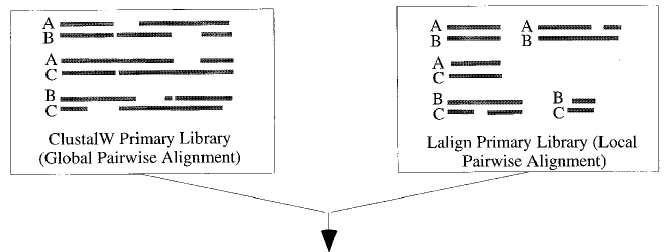 A
B
A
C
B
C
ClustalW Primary Library
(Global Pairwise Alignment)
A
B
A
B
A
C
B
C
B
C
Lalign Primary Library (Local
Pairwise Alignment)